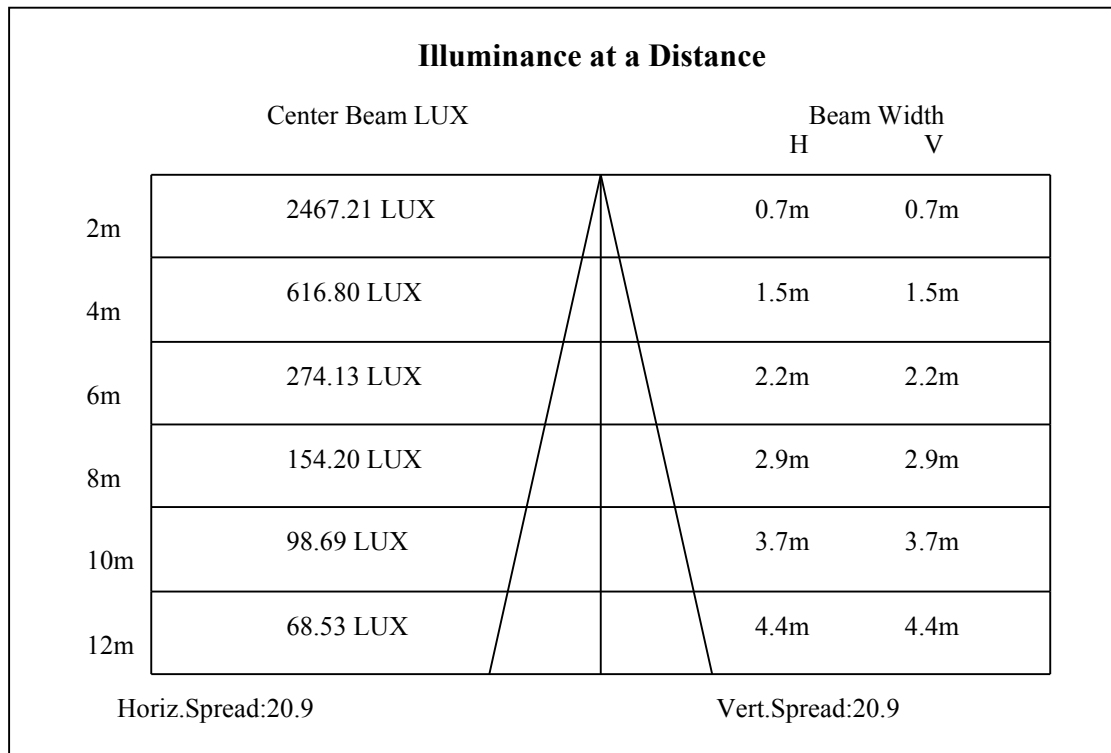 Illuminance at a Distance
Center Beam LUX Beam Width
H V
2m 2467.21 LUX 0.7m 0.7m
4m 616.80 LUX 1.5m 1.5m
6m 274.13 LUX 2.2m 2.2m
8m 154.20 LUX 2.9m 2.9m
10m 98.69 LUX 3.7m 3.7m
12m 68.53 LUX 4.4m 4.4m
Horiz.Spread:20.9 Vert.Spread:20.9